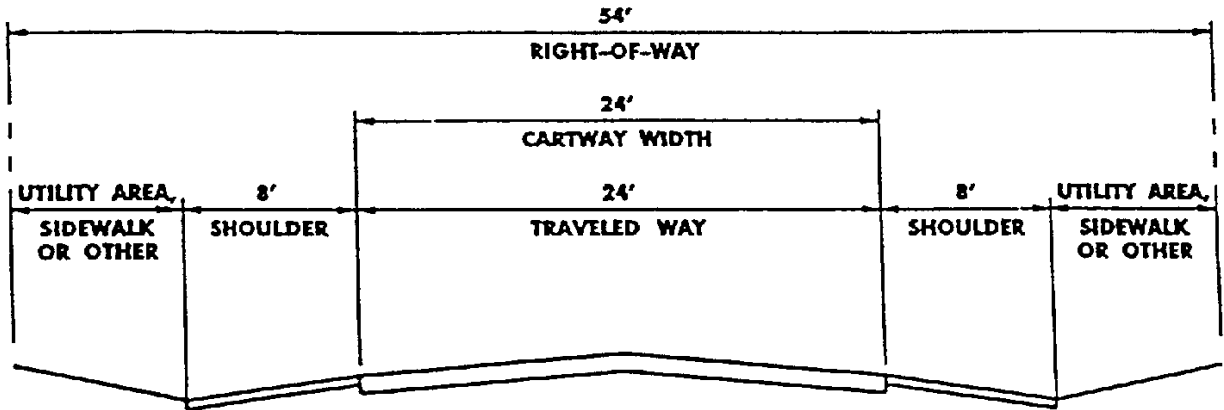 54'
RIGHT-OF-WAY
24'
CARTWAY WIDTH
UTILITY AREA,
SIDEWALK
OR OTHER
8'
SHOULDER
24'
TRAVELED WAY
8'
SHOULDER
UTILITY AREA,
SIDEWALK
OR OTHER